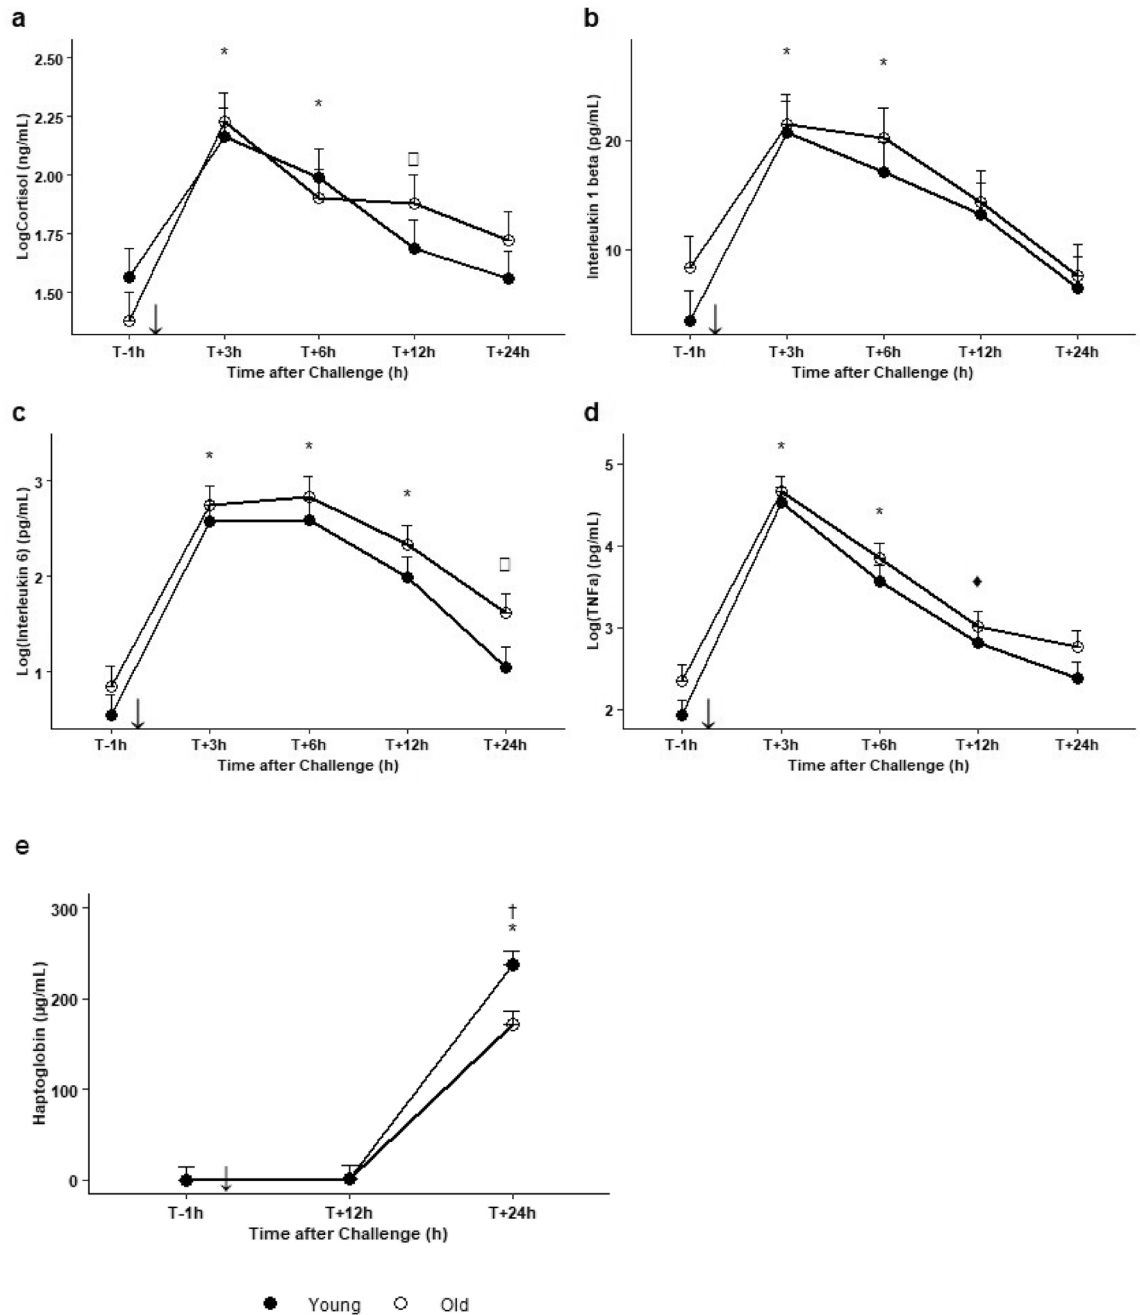 a
LogCortisol (ng/mL)
2.50
2.25
2.00
1.75
1.50
*
*
▯
T-1h T+3h T+6h T+12h T+24h
Time after Challenge (h)
b
Interleukin 1 beta (pg/mL)
20
10
*
*
T-1h T+3h T+6h T+12h T+24h
Time after Challenge (h)
c
Log(Interleukin 6) (pg/mL)
3
2
1
*
*
*
▯
T-1h T+3h T+6h T+12h T+24h
Time after Challenge (h)
d
Log(TNFa) (pg/mL)
5
4
3
2
*
*
♦
T-1h T+3h T+6h T+12h T+24h
Time after Challenge (h)
e
Haptoglobin (µg/mL)
300
200
100
0
†
*
T-1h T+12h T+24h
Time after Challenge (h)
Young Old